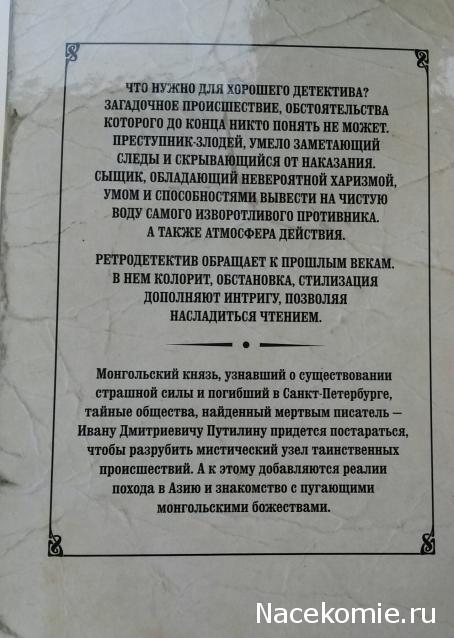 ЧТО НУЖНО ДЛЯ ХОРОШЕГО ДЕТЕКТИВА?
ЗАГАДОЧНОЕ ПРОИСШЕСТВИЕ, ОБСТОЯТЕЛЬСТВА
КОТОРОГО ДО КОНЦА НИКТО ПОНЯТЬ НЕ МОЖЕТ.
ПРЕСТУПНИК-ЗЛОДЕЙ, УМЕЛО ЗАМЕТАЮЩИЙ
СЛЕДЫ И СКРЫВАЮЩИЙСЯ ОТ НАКАЗАНИЯ.
СЫЩИК, ОБЛАДАЮЩИЙ НЕВЕРОЯТНОЙ ХАРИЗМОЙ,
УМОМ И СПОСОБНОСТЯМИ ВЫВЕСТИ НА ЧИСТУЮ
ВОДУ САМОГО ИЗВОРОТЛИВОГО ПРОТИВНИКА.
А ТАКЖЕ АТМОСФЕРА ДЕЙСТВИЯ.
РЕТРОДЕТЕКТИВ ОБРАЩАЕТ К ПРОШЛЫМ ВЕКАМ.
В НЕМ КОЛОРИТ, ОБСТАНОВКА, СТИЛИЗАЦИЯ
ДОПОЛНЯЮТ ИНТРИГУ, ПОЗВОЛЯЯ
НАСЛАДИТЬСЯ ЧТЕНИЕМ.
Монгольский князь, узнавший о существовании
страшной силы и погибший в Санкт-Петербурге,
тайные общества, найденный мертвым писатель —
Ивану Дмитриевичу Путилину придется постараться,
чтобы разрубить мистический узел таинственных
происшествий. А к этому добавляются реалии
похода в Азию и знакомство с пугающими
монгольскими божествами.
Nacekomie.ru